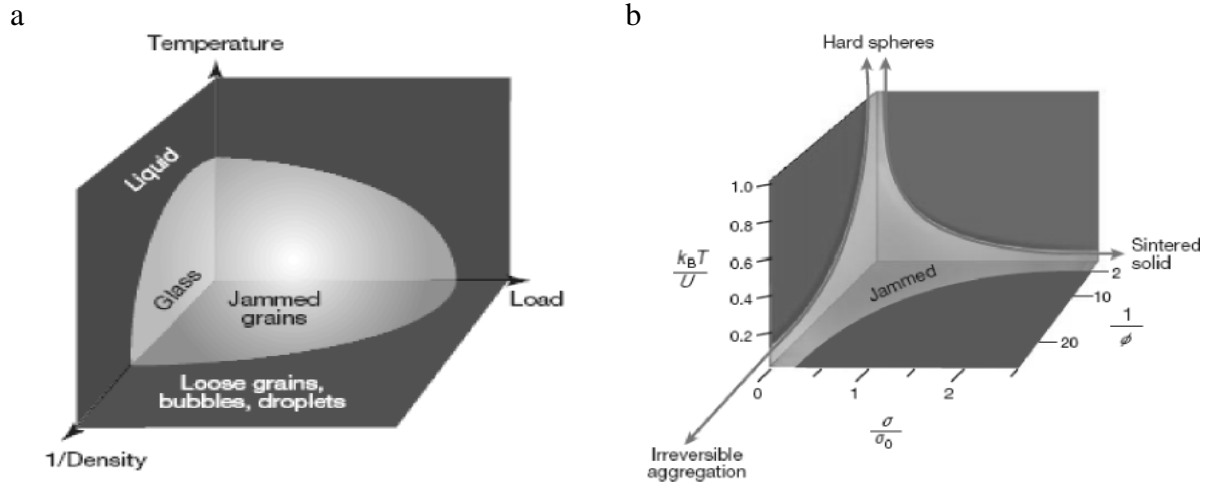 a
Temperature
Liquid
Glass
Jammed
grains
Load
Loose grains,
bubbles, droplets
1/Density
b
Hard spheres
1.0
0.8
0.6
0.4
0.2
k_BT
U
Jammed
Sintered
solid
2
10
20
1
ϕ
0
1
2
σ
σ₀
Irreversible
aggregation